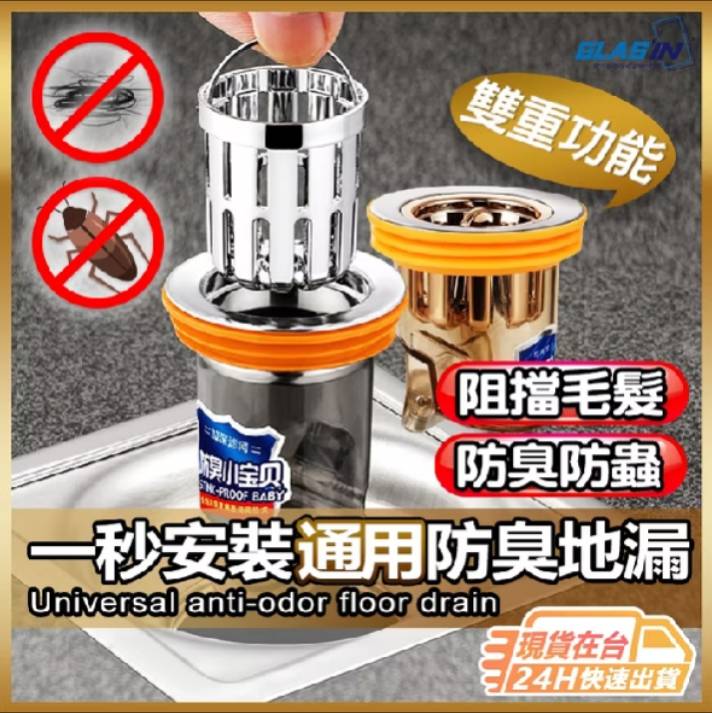 GLASIN
雙重功能
阻擋毛髮
防臭防蟲
防臭小宝贝
STINK-PROOF BABY
一秒安裝通用防臭地漏
Universal anti-odor floor drain
現貨在台
24H快速出貨